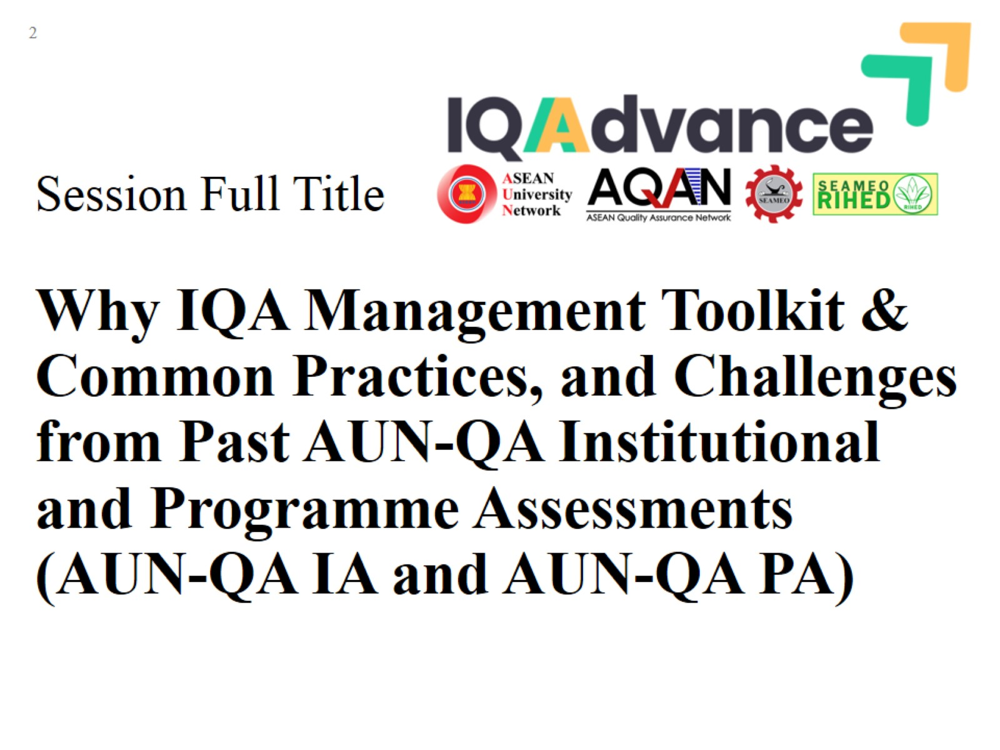 2
IQAAdvance
Session Full Title
ASEAN
University
Network
AQAN
ASEAN Quality Assurance Network
SEAMEO
SEAMEO
RIHED
RIHED
Why IQA Management Toolkit &
Common Practices, and Challenges
from Past AUN-QA Institutional
and Programme Assessments
(AUN-QA IA and AUN-QA PA)